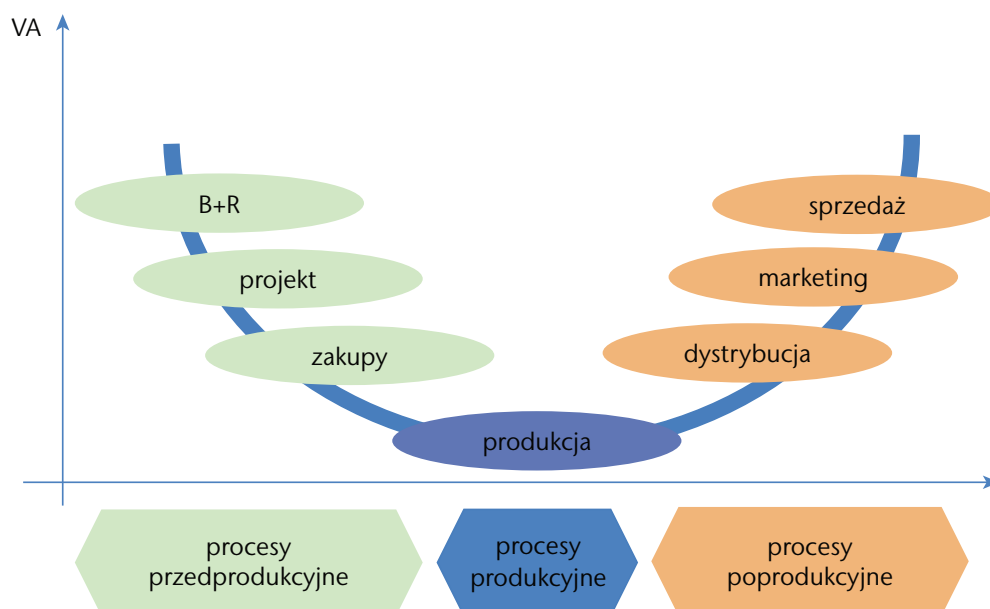 VA
B+R
sprzedaż
projekt
marketing
zakupy
dystrybucja
produkcja
procesy
przedprodukcyjne
procesy
produkcyjne
procesy
poprodukcyjne